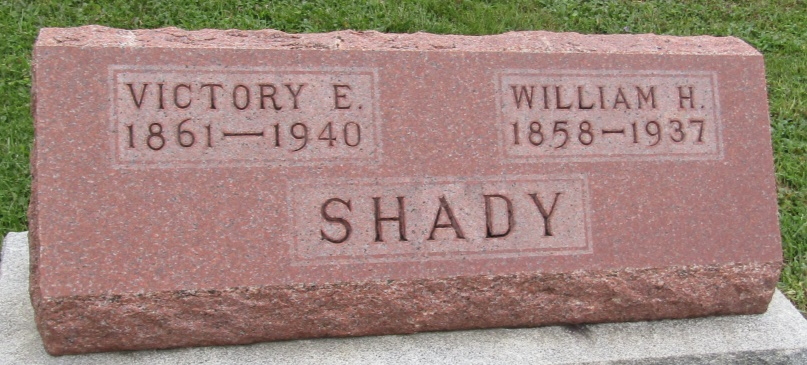 VICTORY E.
1861—1940
WILLIAM H.
1858—1937
SHADY